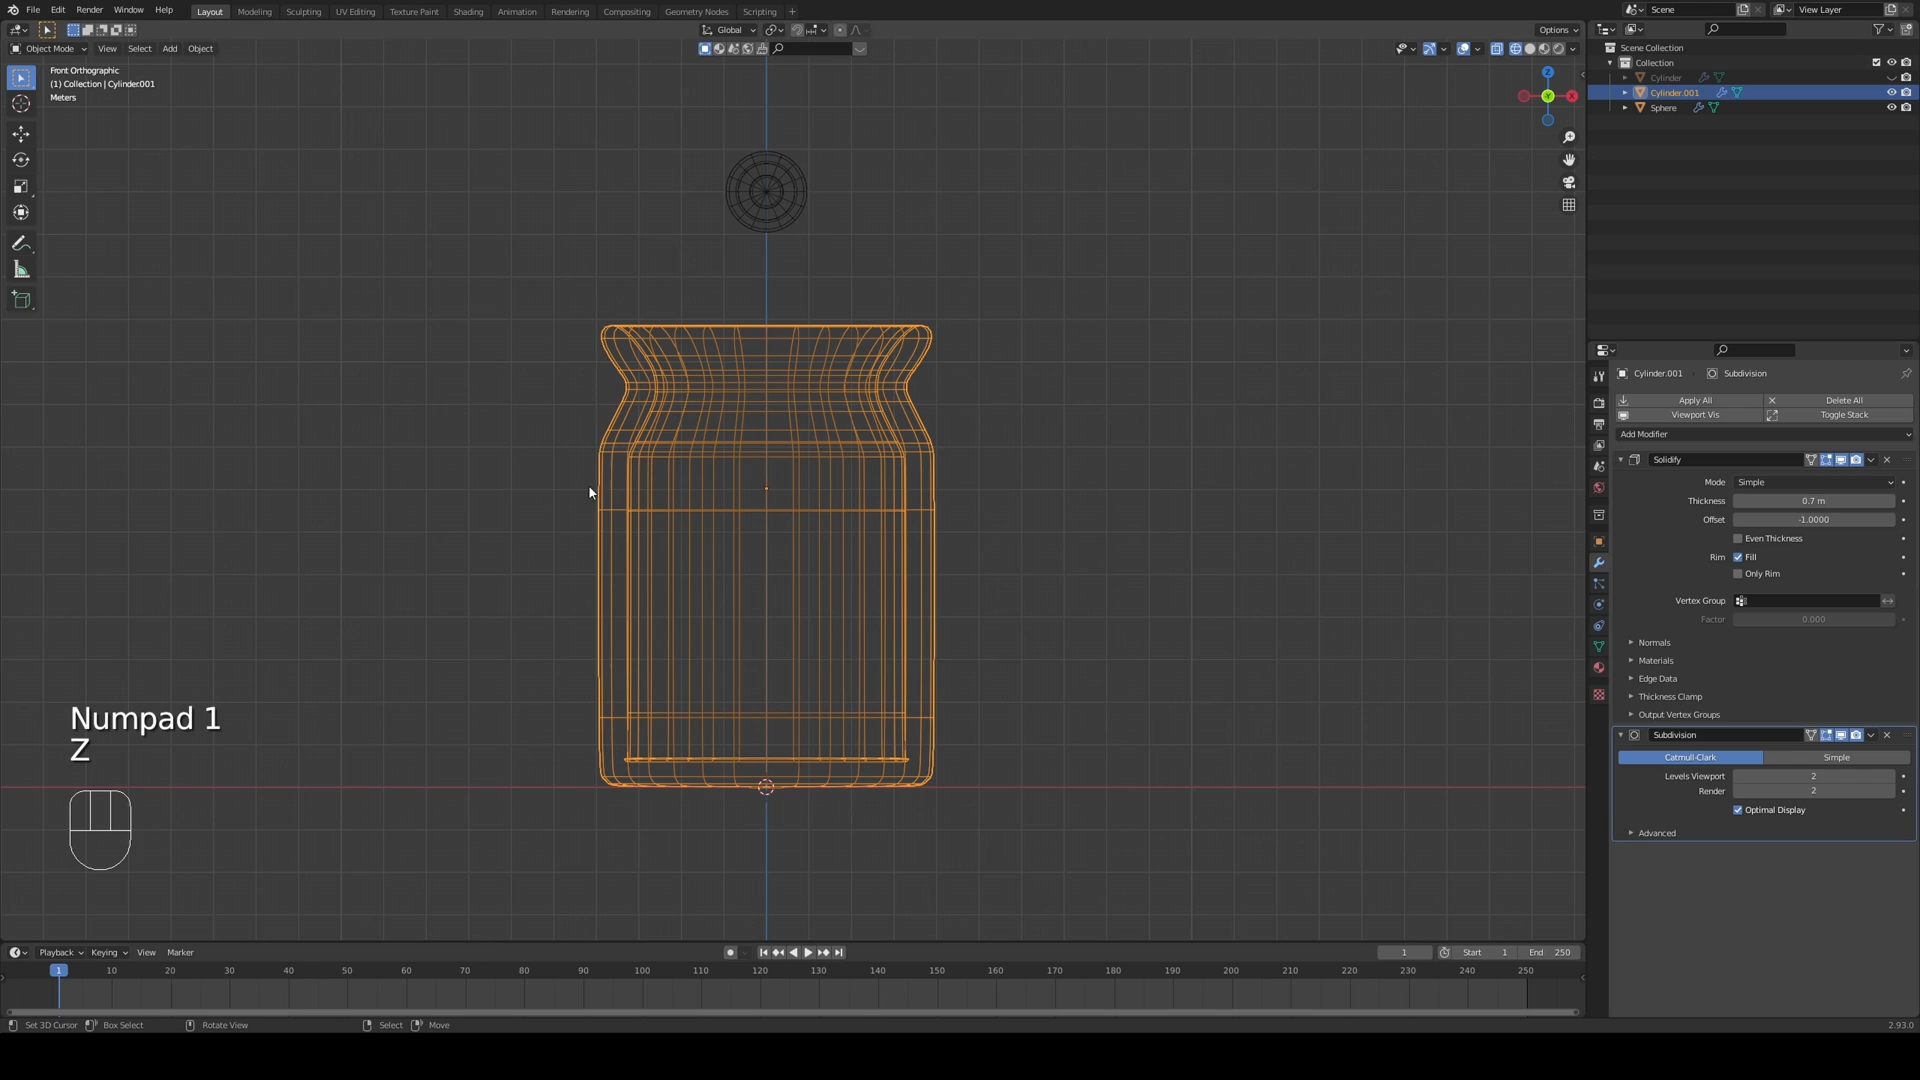 File Edit Render Window Help Layout Modeling Sculpting UV Editing Texture Paint Shading Animation Rendering Compositing Geometry Nodes Scripting + Scene View Layer
Global Options
Object Mode View Select Add Object
Front Orthographic
(1) Collection | Cylinder.001
Meters
Z
X
Y
Scene Collection
Collection
Cylinder
Cylinder.001
Sphere
Cylinder.001 Subdivision
Apply All Delete All
Viewport Vis Toggle Stack
Add Modifier
Solidify
Mode Simple
Thickness 0.7 m
Offset -1.0000
Even Thickness
Rim Fill
Only Rim
Vertex Group
Factor 0.000
Normals
Materials
Edge Data
Thickness Clamp
Output Vertex Groups
Subdivision
Catmull-Clark Simple
Levels Viewport 2
Render 2
Optimal Display
Advanced
Numpad 1
Z
Playback Keying View Marker 1 Start 1 End 250
1 10 20 30 40 50 60 70 80 90 100 110 120 130 140 150 160 170 180 190 200 210 220 230 240 250
Set 3D Cursor Box Select Rotate View Select Move 2.93.0